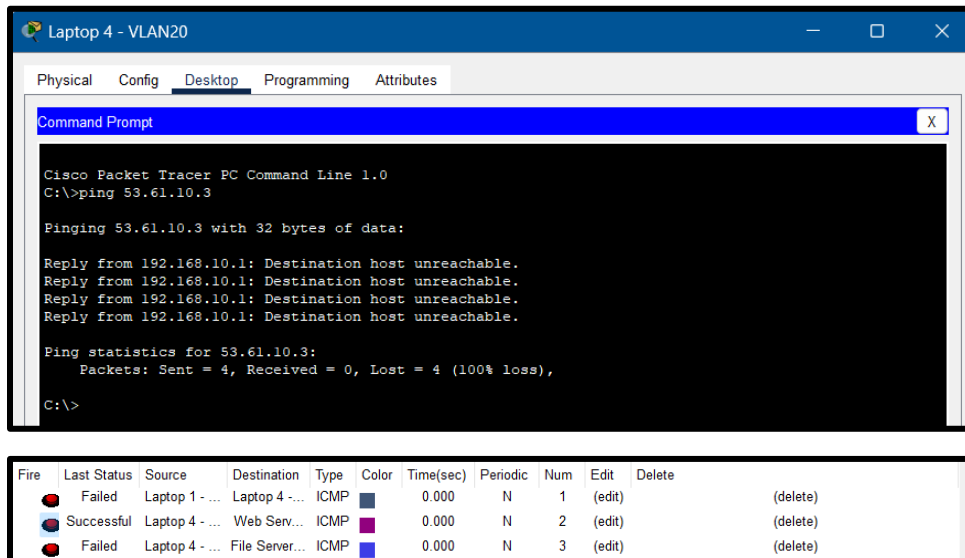 Laptop 4 - VLAN20
Physical Config Desktop Programming Attributes
Command Prompt X
Cisco Packet Tracer PC Command Line 1.0
C:\>ping 53.61.10.3
Pinging 53.61.10.3 with 32 bytes of data:
Reply from 192.168.10.1: Destination host unreachable.
Reply from 192.168.10.1: Destination host unreachable.
Reply from 192.168.10.1: Destination host unreachable.
Reply from 192.168.10.1: Destination host unreachable.
Ping statistics for 53.61.10.3:
Packets: Sent = 4, Received = 0, Lost = 4 (100% loss),
C:\>
Fire Last Status Source Destination Type Color Time(sec) Periodic Num Edit Delete
Failed Laptop 1 - ... Laptop 4 -... ICMP 0.000 N 1 (edit) (delete)
Successful Laptop 4 - ... Web Serv... ICMP 0.000 N 2 (edit) (delete)
Failed Laptop 4 - ... File Server... ICMP 0.000 N 3 (edit) (delete)